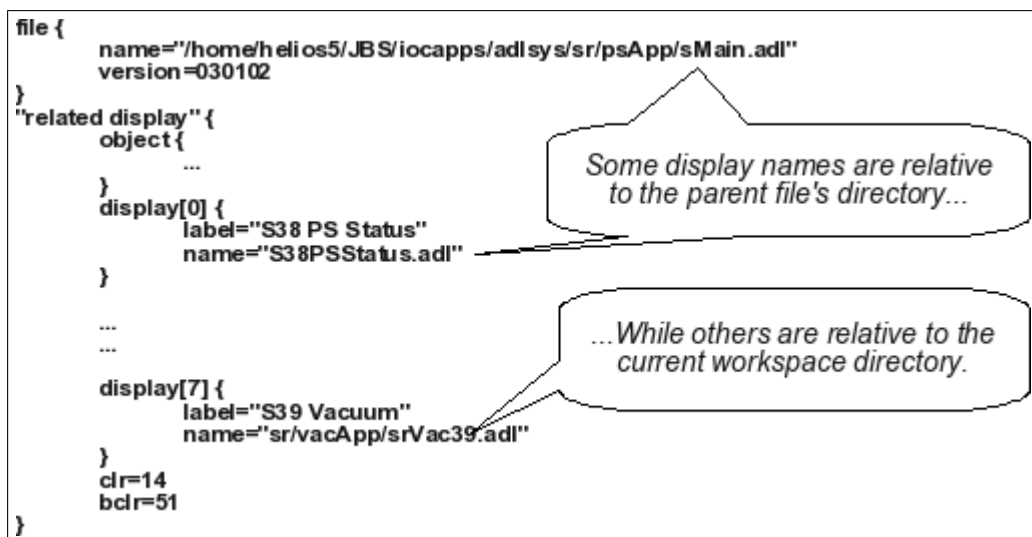 file {
name="/home/helios5/JBS/iocapps/adlsys/sr/psApp/sMain.adl"
version=030102
}
"related display" {
object {
...
}
display[0] {
label="S38 PS Status"
name="S38PSStatus.adl"
}
...
...
display[7] {
label="S39 Vacuum"
name="sr/vacApp/srVac39.adl"
}
clr=14
bclr=51
}
Some display names are relative
to the parent file's directory...
...While others are relative to the
current workspace directory.